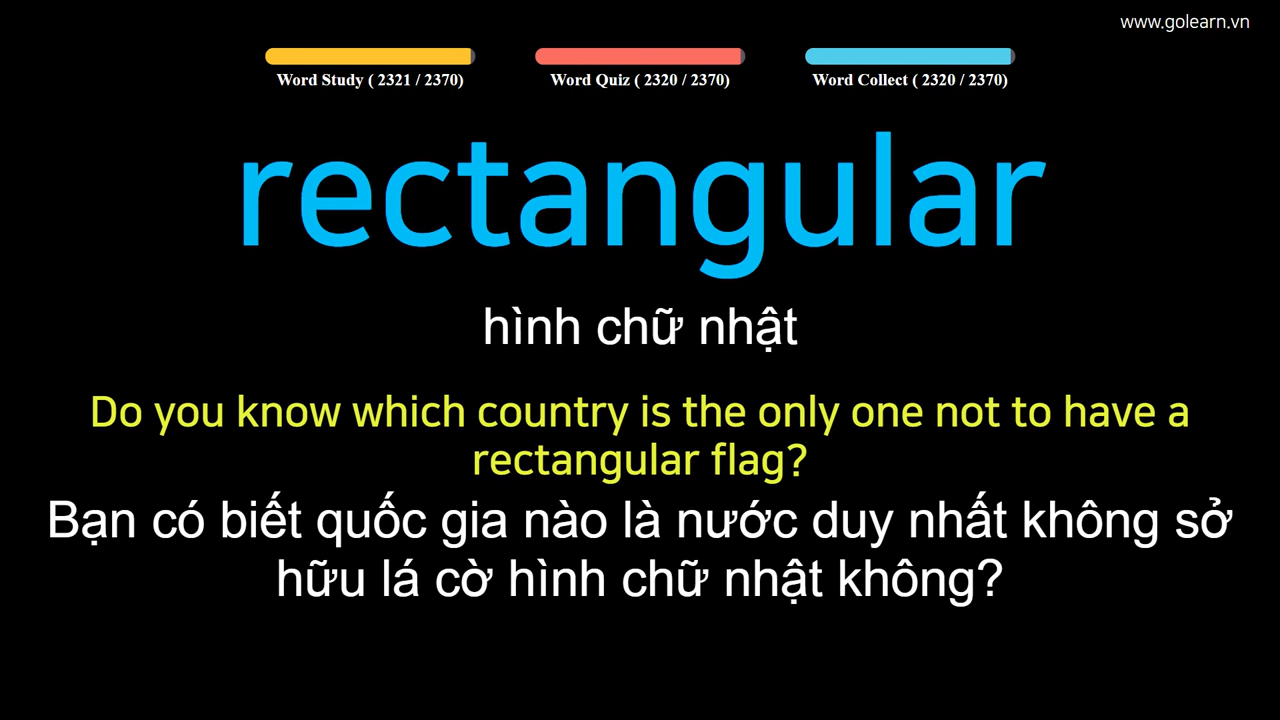 www.golearn.vn
Word Study ( 2321 / 2370)
Word Quiz ( 2320 / 2370)
Word Collect ( 2320 / 2370)
rectangular
hình chữ nhật
Do you know which country is the only one not to have a
rectangular flag?
Bạn có biết quốc gia nào là nước duy nhất không sở
hữu lá cờ hình chữ nhật không?